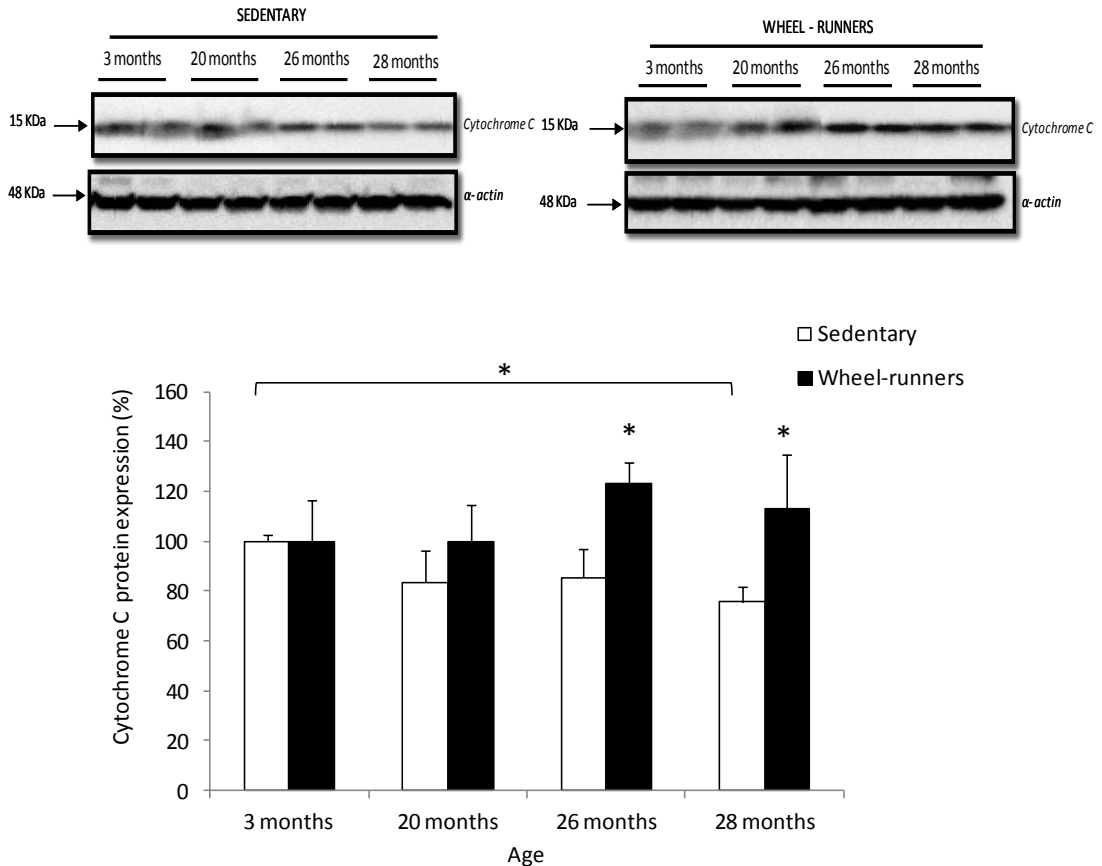 SEDENTARY
3 months 20 months 26 months 28 months
15 KDa Cytochrome C
48 KDa α- actin
WHEEL - RUNNERS
3 months 20 months 26 months 28 months
15 KDa Cytochrome C
48 KDa α- actin
Sedentary
Wheel-runners
*
* *
Cytochrome C protein expression (%)
160
140
120
100
80
60
40
20
0
3 months 20 months 26 months 28 months
Age